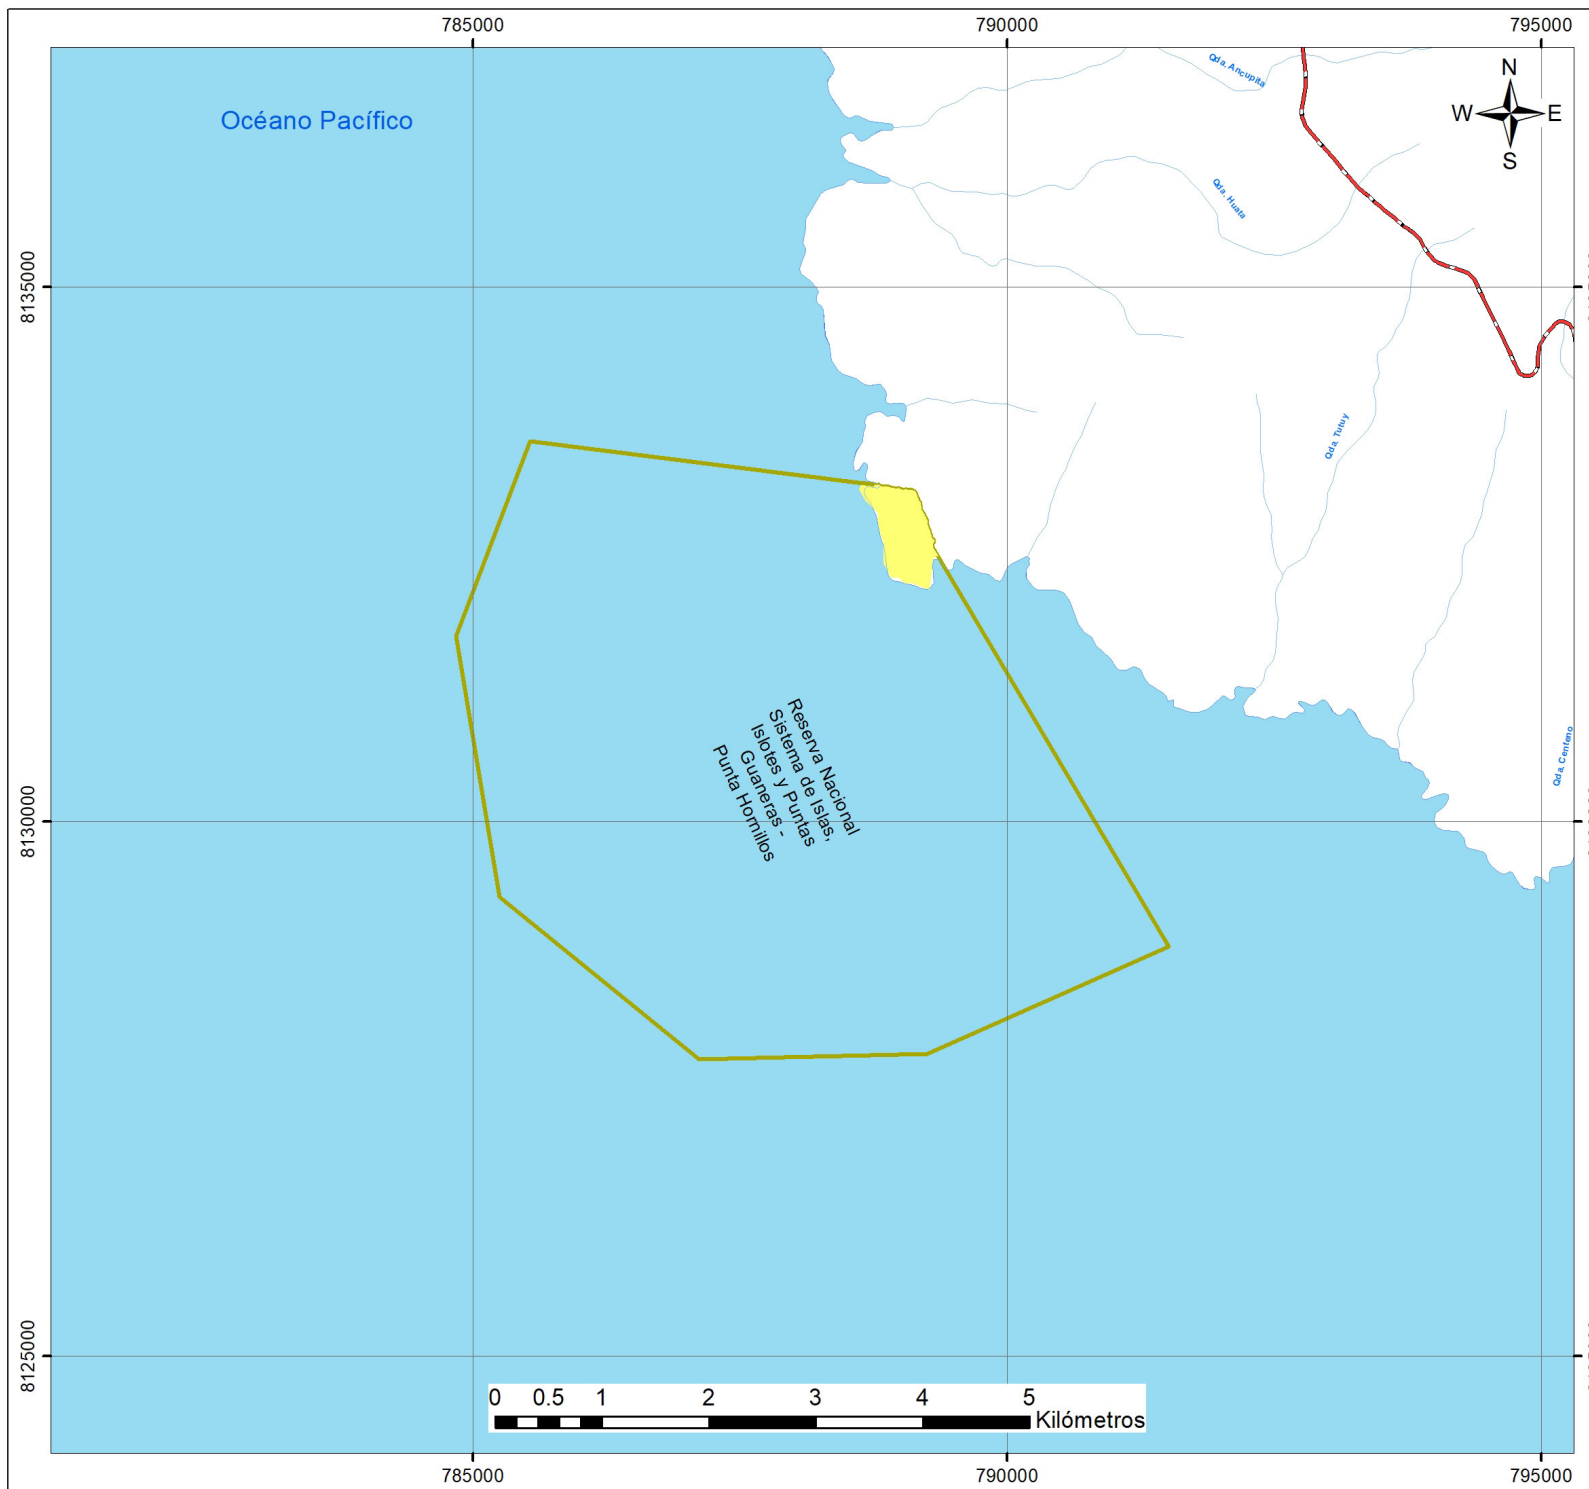 785000
790000
795000
Océano Pacífico
Qda. Ancupita
N
W
E
S
Qda. Huata
8135000
Qda. Tutuy
Reserva Nacional
Sistema de Islas,
Islotes y Puntas
Guaneras -
Punta Hornillos
Qda. Centeno
8130000
8125000
0 0.5 1 2 3 4 5
Kilómetros
785000
790000
795000